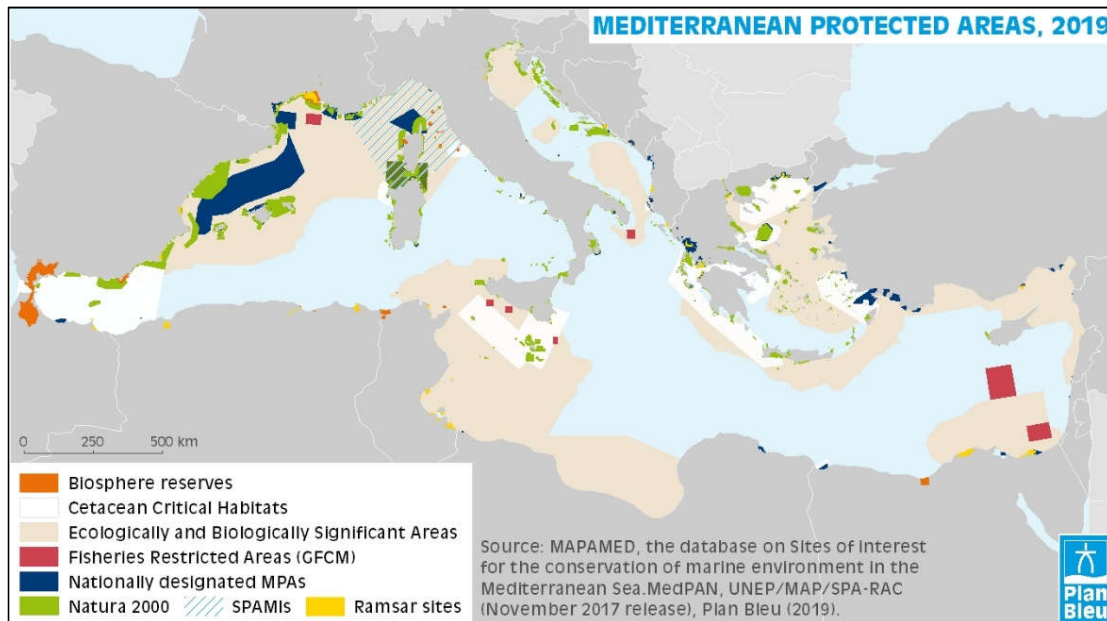 MEDITERRANEAN PROTECTED AREAS, 2019
0 250 500 km
Biosphere reserves
Cetacean Critical Habitats
Ecologically and Biologically Significant Areas
Fisheries Restricted Areas (GFCM)
Nationally designated MPAs
Natura 2000 SPAMIs Ramsar sites
Source: MAPAMED, the database on Sites of interest
for the conservation of marine environment in the
Mediterranean Sea.MedPAN, UNEP/MAP/SPA-RAC
(November 2017 release), Plan Bleu (2019).
Plan
Bleu